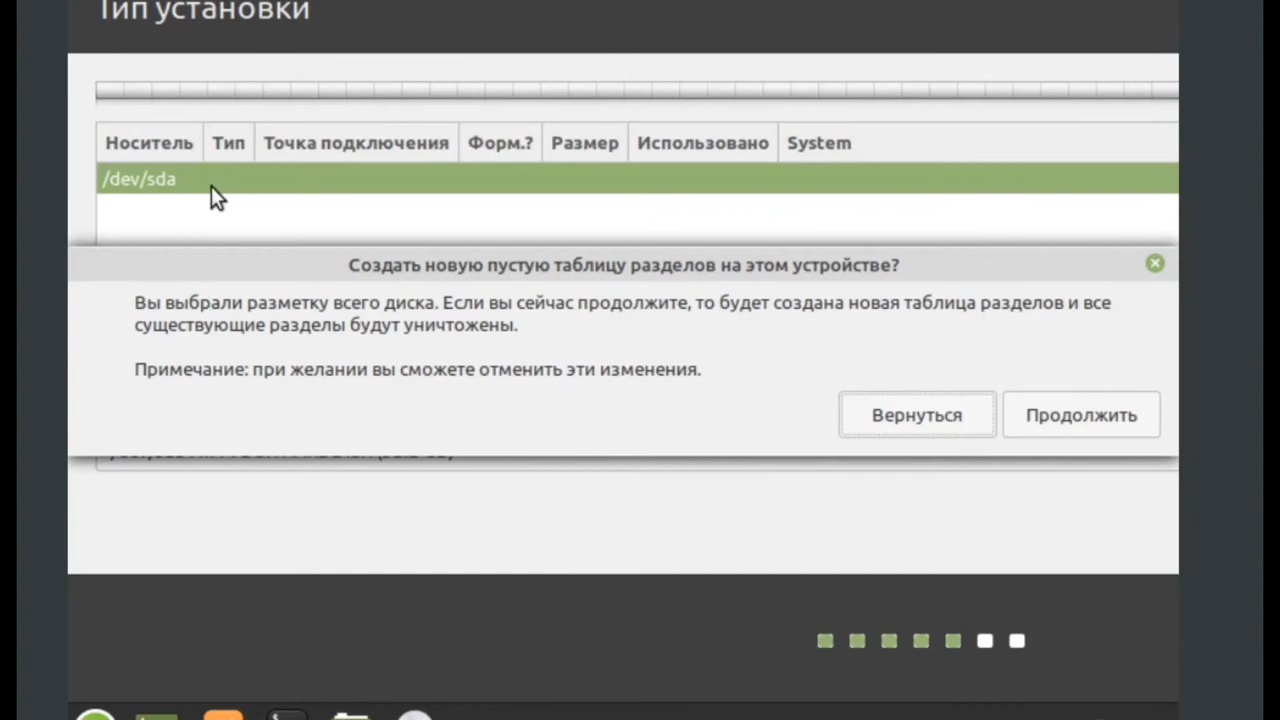 Тип установки
Носитель Тип Точка подключения Форм.? Размер Использовано System
/dev/sda
Создать новую пустую таблицу разделов на этом устройстве?
Вы выбрали разметку всего диска. Если вы сейчас продолжите, то будет создана новая таблица разделов и все
существующие разделы будут уничтожены.
Примечание: при желании вы сможете отменить эти изменения.
Вернуться Продолжить